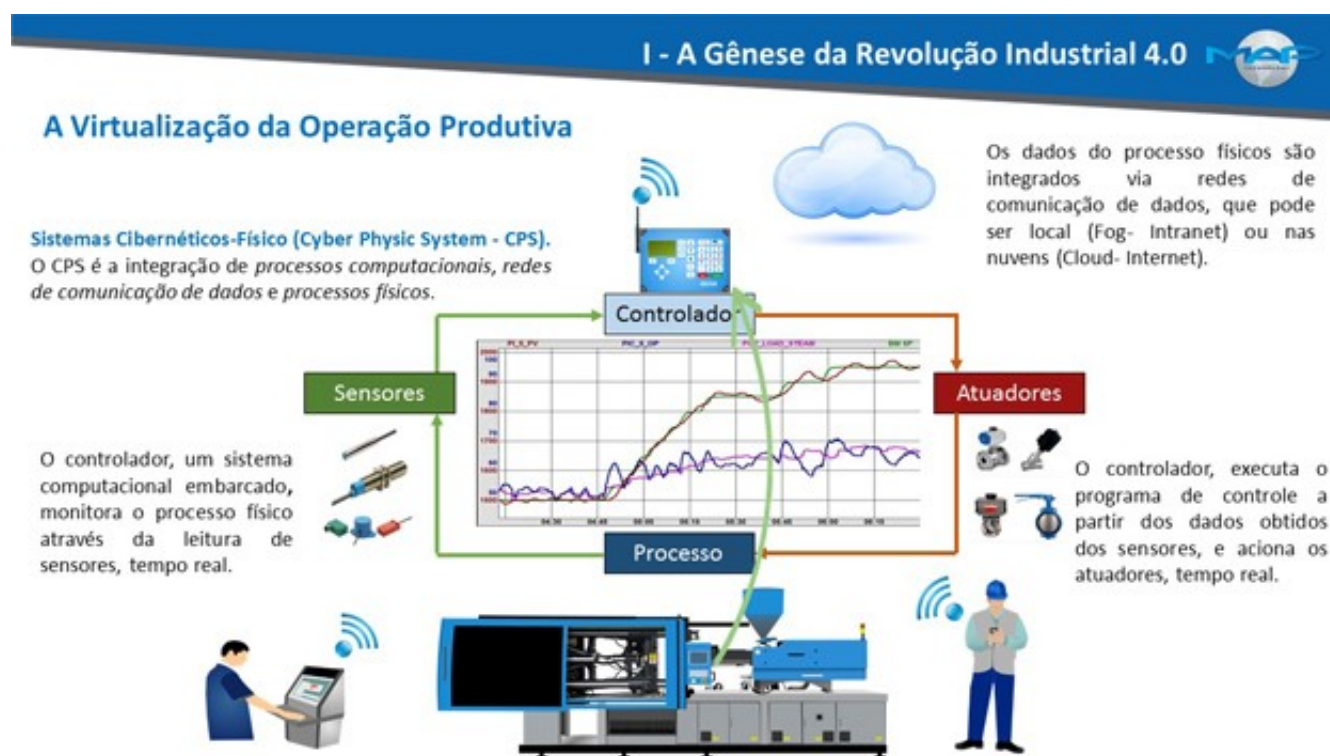 I - A Gênese da Revolução Industrial 4.0
MAP
A Virtualização da Operação Produtiva
Os dados do processo físicos são
integrados via redes de
comunicação de dados, que pode
ser local (Fog- Intranet) ou nas
nuvens (Cloud- Internet).
Sistemas Cibernéticos-Físico (Cyber Physic System - CPS).
O CPS é a integração de processos computacionais, redes
de comunicação de dados e processos físicos.
Controlador
Sensores
Atuadores
O controlador, um sistema
computacional embarcado,
monitora o processo físico
através da leitura de
sensores, tempo real.
O controlador, executa o
programa de controle a
partir dos dados obtidos
dos sensores, e aciona os
atuadores, tempo real.
Processo